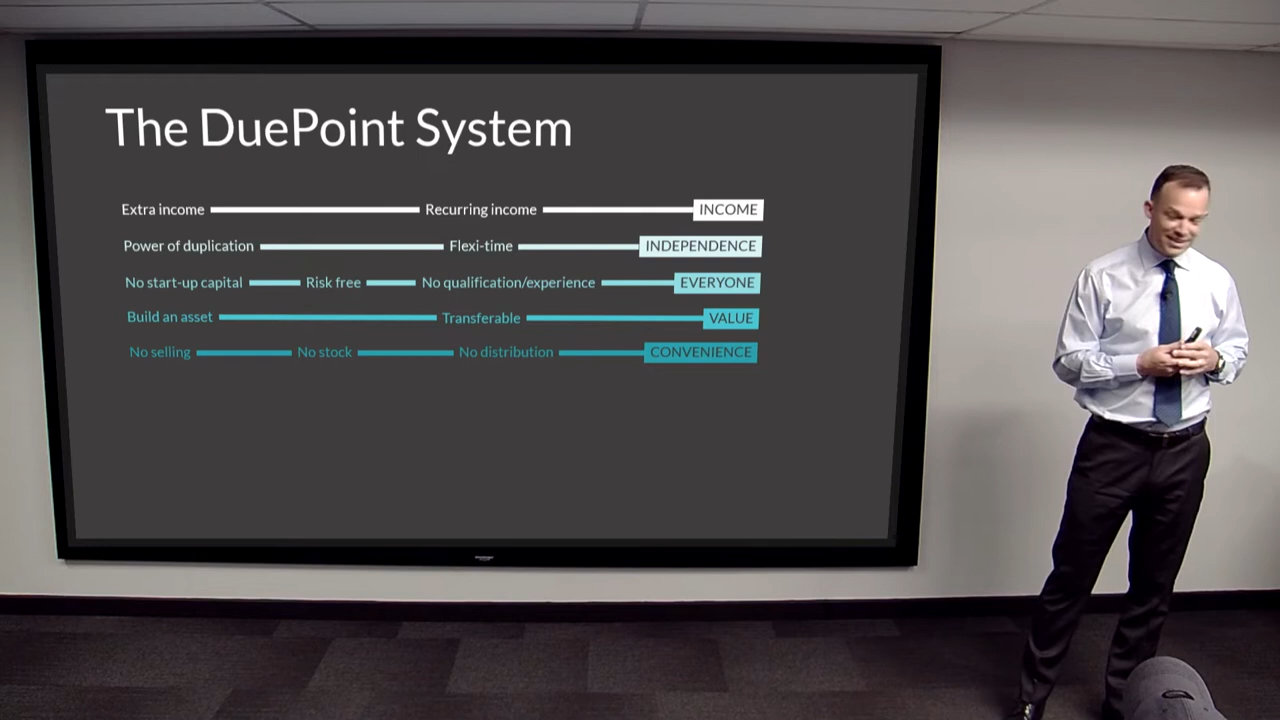 The DuePoint System
Extra income Recurring income INCOME
Power of duplication Flexi-time INDEPENDENCE
No start-up capital Risk free No qualification/experience EVERYONE
Build an asset Transferable VALUE
No selling No stock No distribution CONVENIENCE